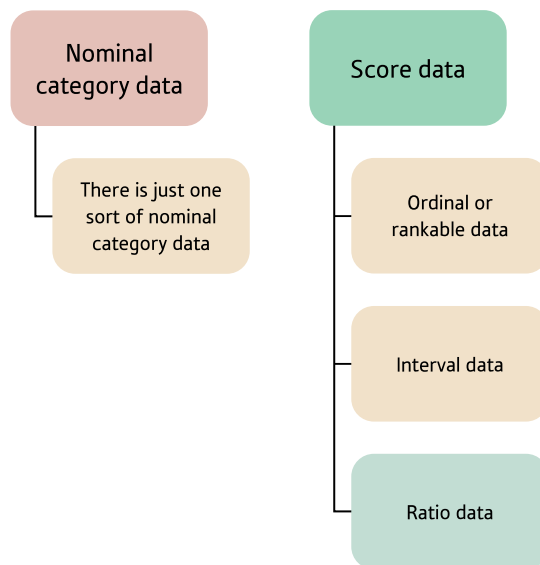 Nominal
category data
There is just one
sort of nominal
category data
Score data
Ordinal or
rankable data
Interval data
Ratio data